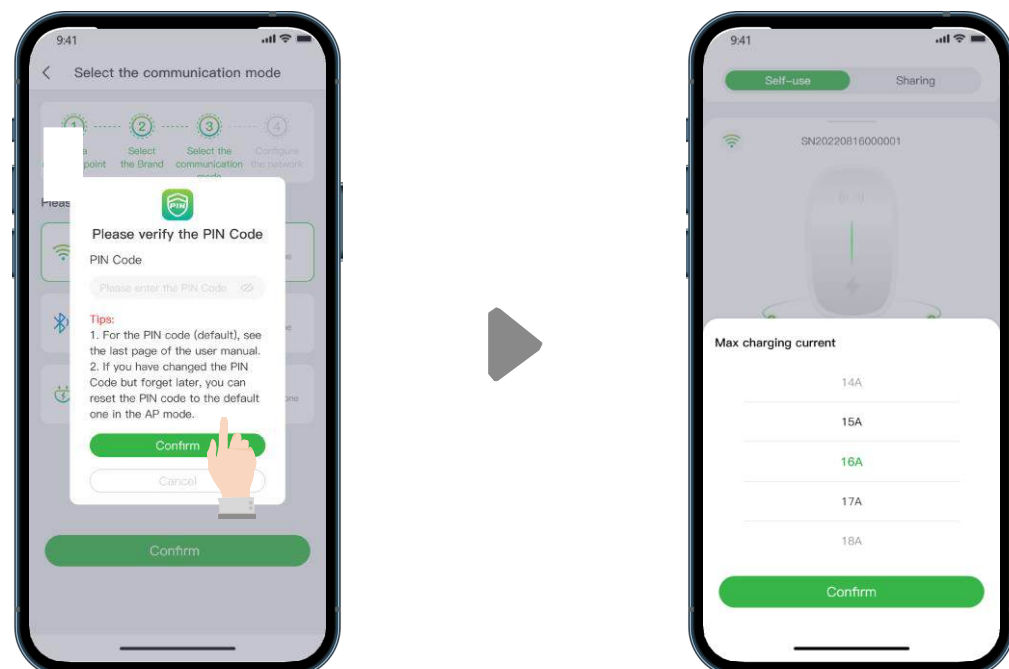 9:41
Select the communication mode
2
3
4
Select
Select the
Configure
point
the Brand
communication
the network
mode
Pleas
PIN
Please verify the PIN Code
PIN Code
Please enter the PIN Code
Tips:
1. For the PIN code (default), see
the last page of the user manual.
2. If you have changed the PIN
Code but forget later, you can
reset the PIN code to the default
one in the AP mode.
Confirm
Cancel
Confirm
9:41
Self-use
Sharing
SN20220816000001
Max charging current
14A
15A
16A
17A
18A
Confirm